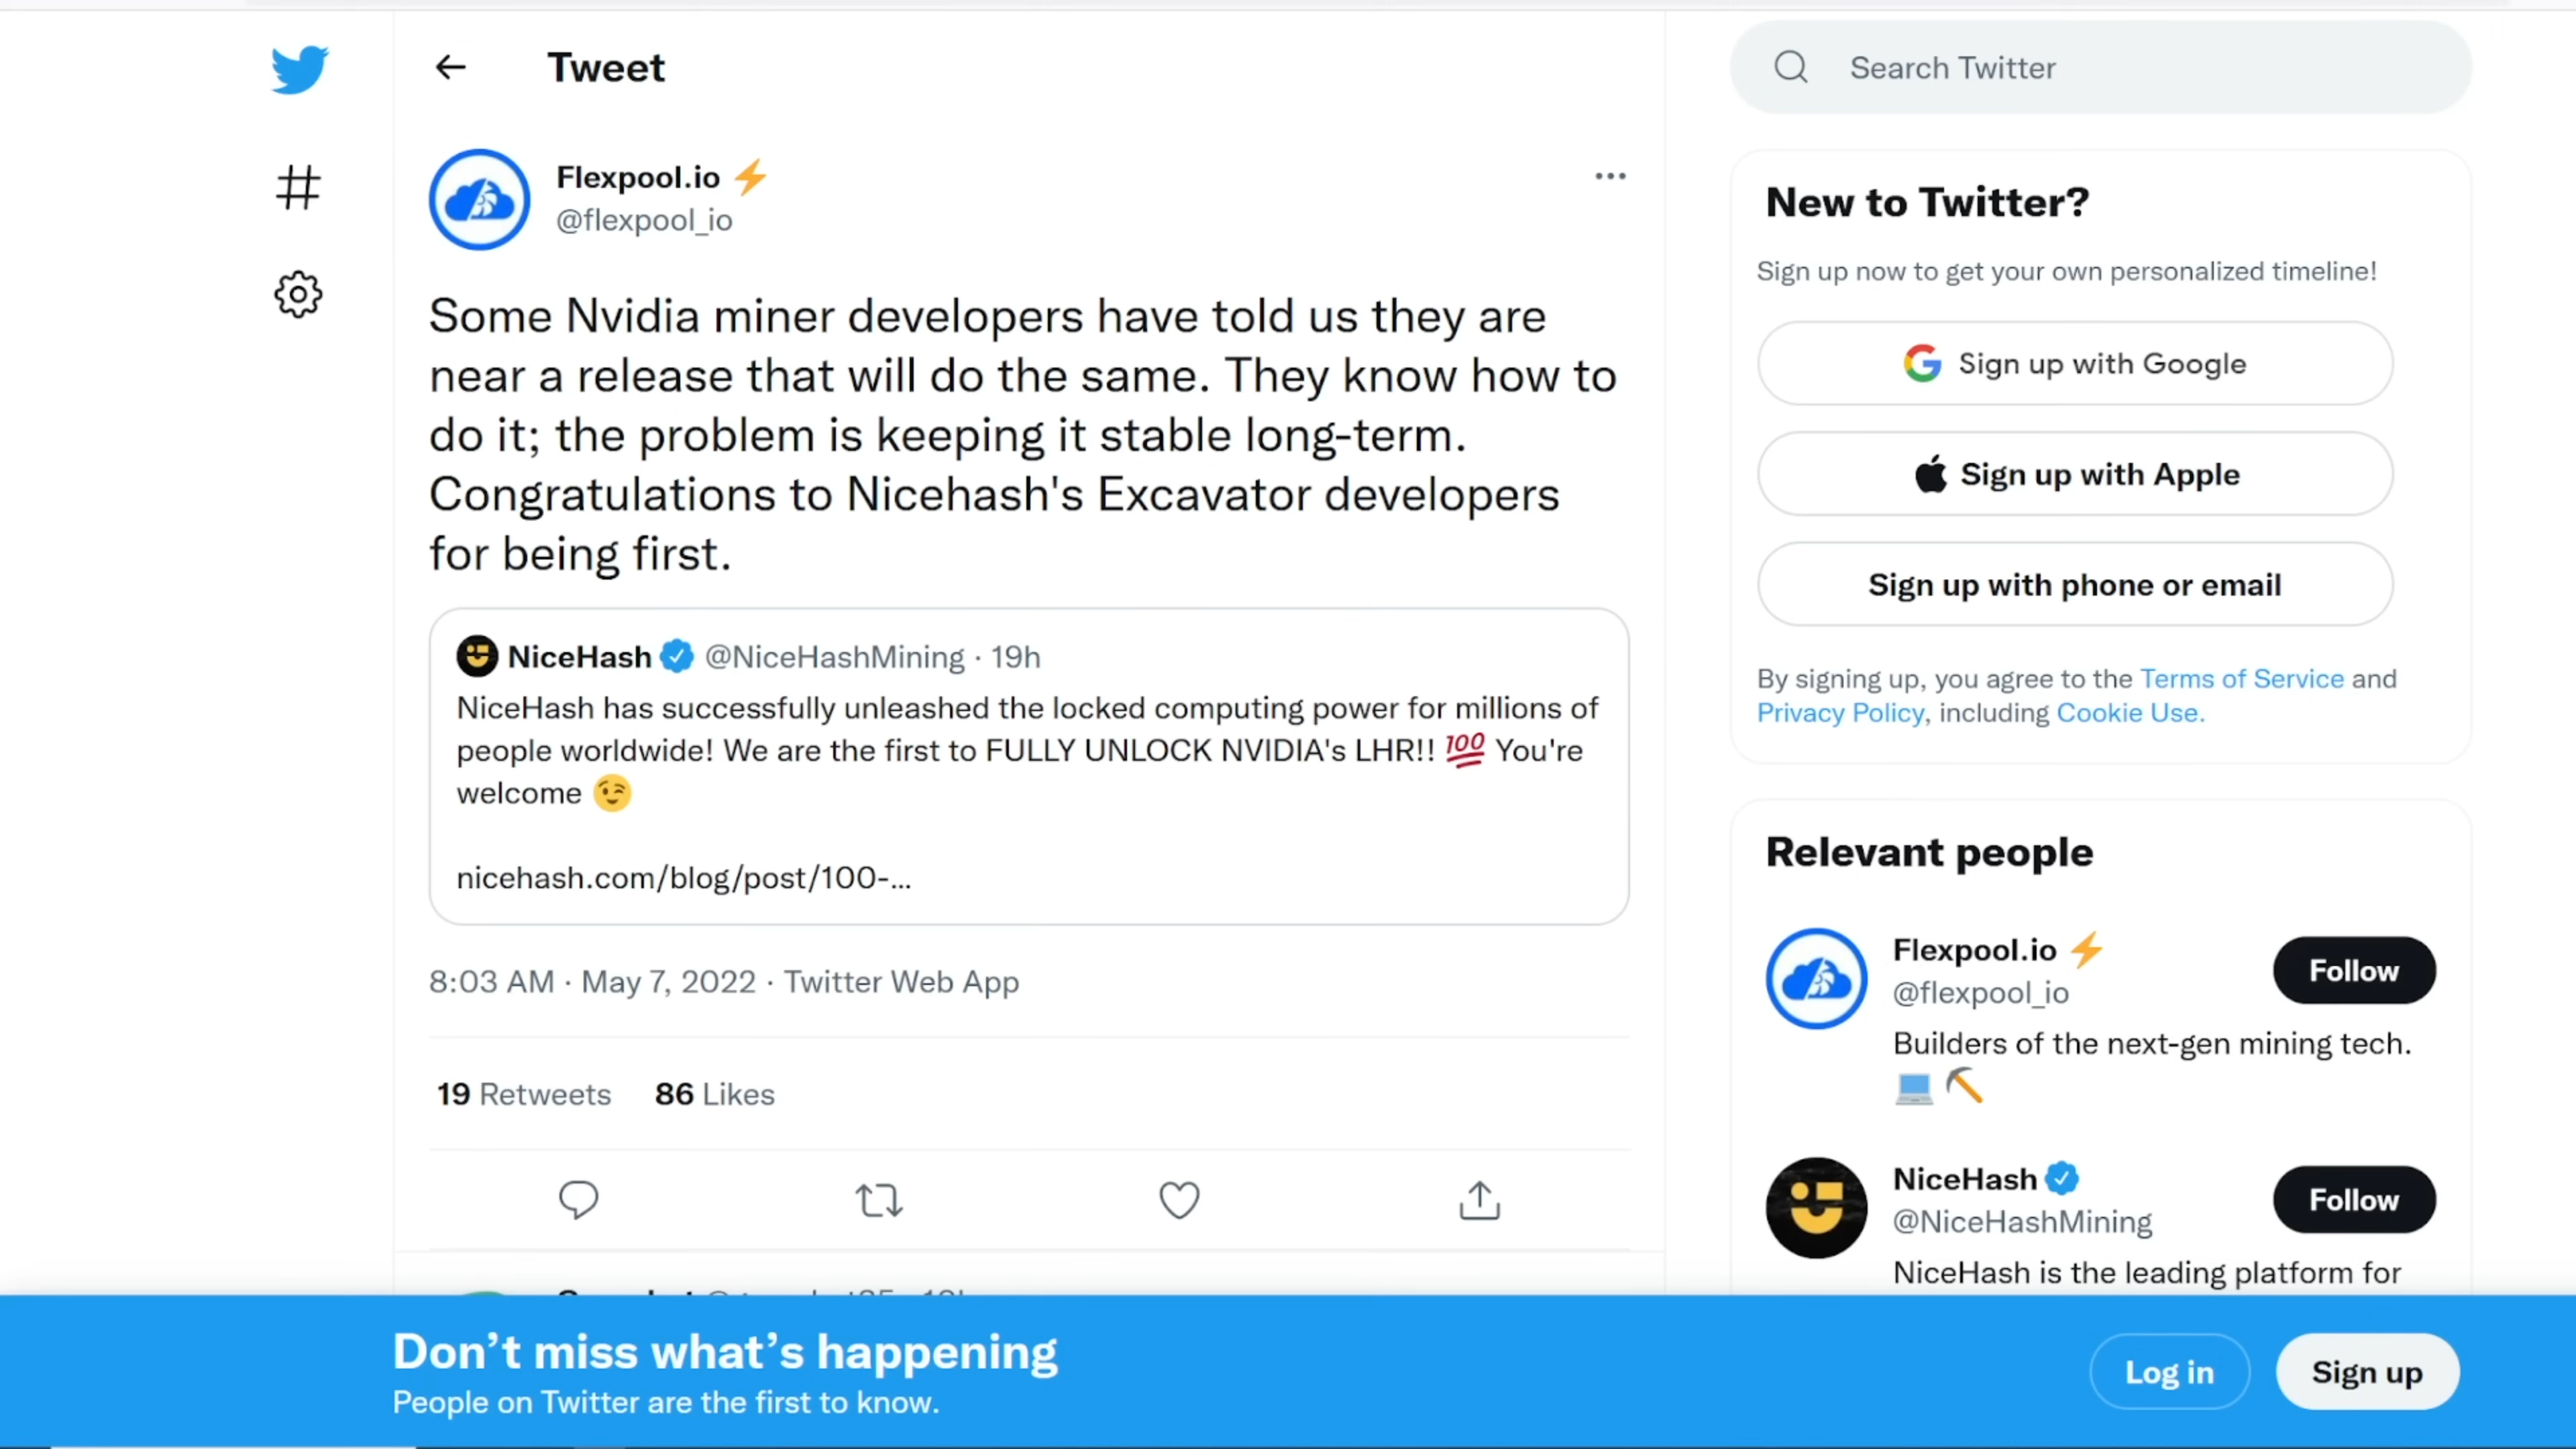 Tweet
Search Twitter
Flexpool.io ⚡
@flexpool_io
Some Nvidia miner developers have told us they are
near a release that will do the same. They know how to
do it; the problem is keeping it stable long-term.
Congratulations to Nicehash's Excavator developers
for being first.
NiceHash @NiceHashMining · 19h
NiceHash has successfully unleashed the locked computing power for millions of
people worldwide! We are the first to FULLY UNLOCK NVIDIA's LHR!! 💯 You're
welcome 😉
nicehash.com/blog/post/100-...
8:03 AM · May 7, 2022 · Twitter Web App
19 Retweets 86 Likes
New to Twitter?
Sign up now to get your own personalized timeline!
Sign up with Google
Sign up with Apple
Sign up with phone or email
By signing up, you agree to the Terms of Service and
Privacy Policy, including Cookie Use.
Relevant people
Flexpool.io ⚡
@flexpool_io
Follow
Builders of the next-gen mining tech.
💻⛏
NiceHash
@NiceHashMining
Follow
NiceHash is the leading platform for
Don't miss what's happening
People on Twitter are the first to know.
Log in
Sign up